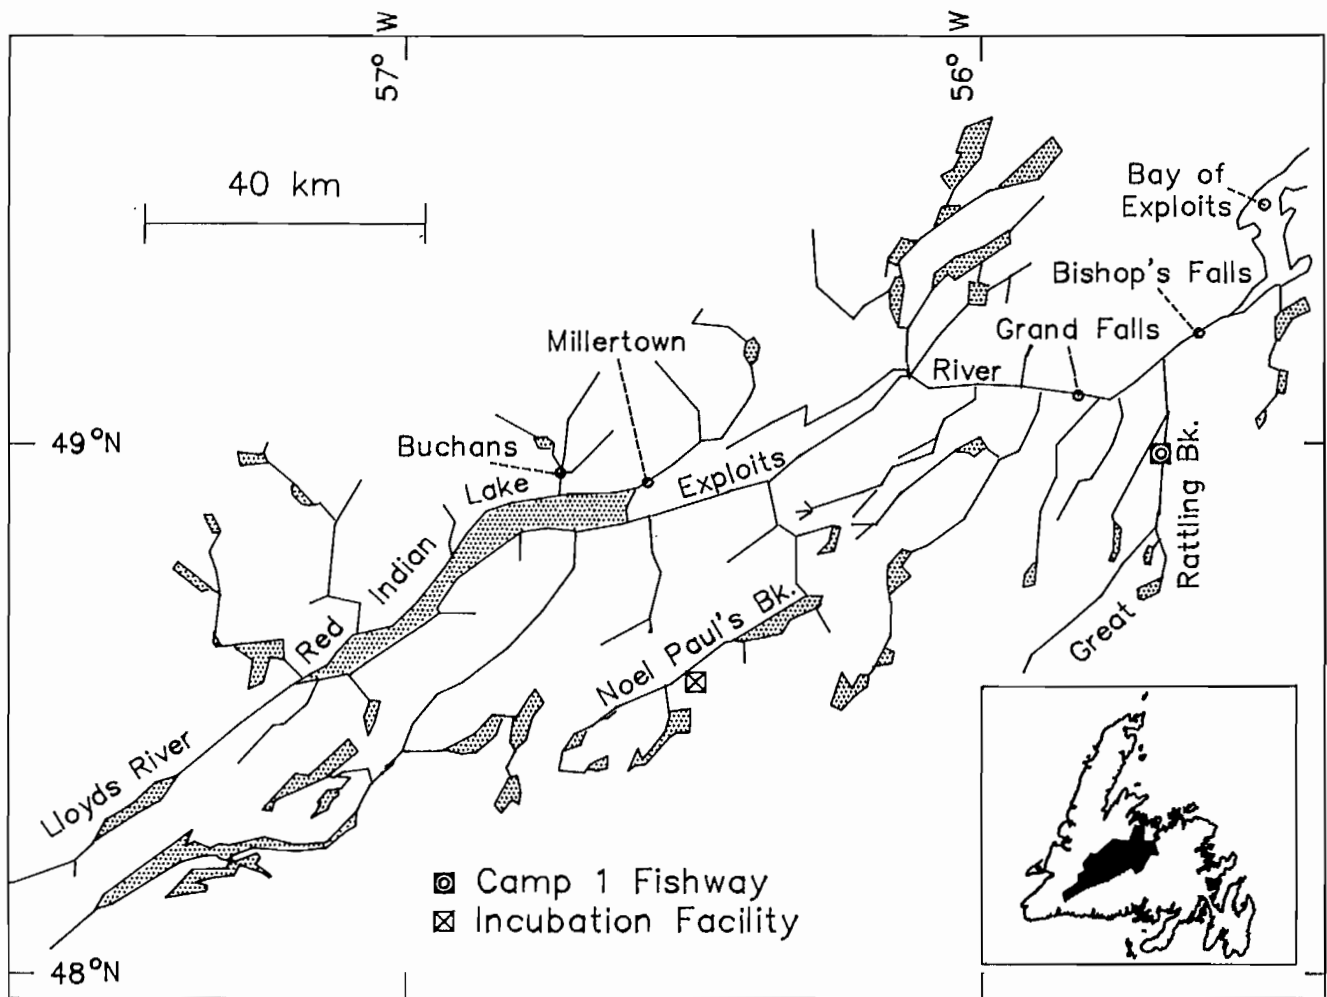 57° W
56° W
40 km
Bay of
Exploits
Bishop's Falls
Grand Falls
Millertown
River
49°N
Buchans
Exploits
Lake
Indian
Red
Rattling Bk.
Great
Noel Paul's Bk.
Lloyds River
Camp 1 Fishway
Incubation Facility
48°N